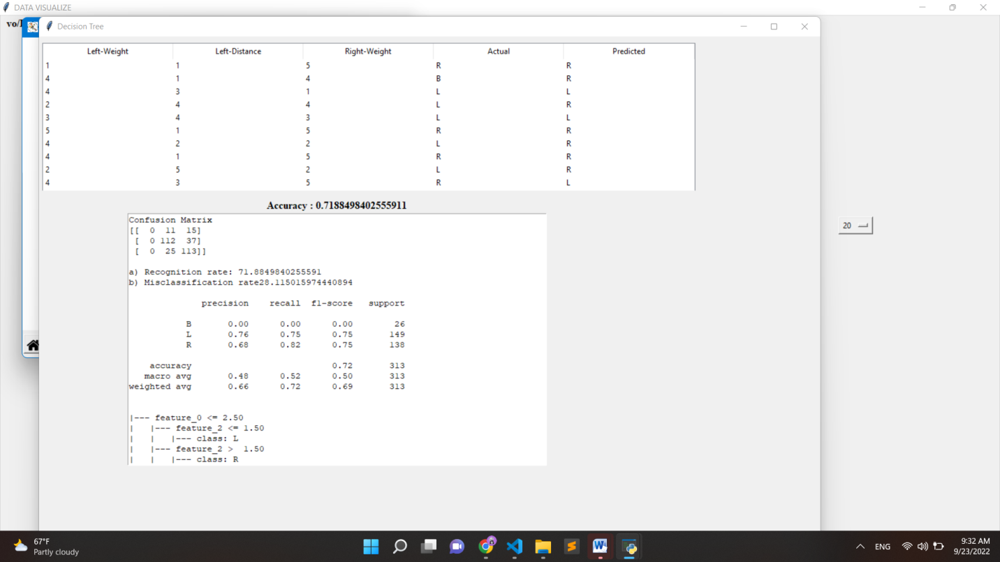 DATA VISUALIZE
Decision Tree
Left-Weight Left-Distance Right-Weight Actual Predicted
1 1 5 R R
4 1 4 B R
4 3 1 L L
2 4 4 L R
3 4 3 L L
5 1 5 R R
4 2 2 L R
4 1 5 R R
2 5 2 L R
4 3 5 R L
Accuracy : 0.7188498402555911
20
Confusion Matrix
[[  0  11  15]
 [  0 112  37]
 [  0  25 113]]
a) Recognition rate: 71.8849840255591
b) Misclassification rate28.115015974440894
precision recall f1-score support
B 0.00 0.00 0.00 26
L 0.76 0.75 0.75 149
R 0.68 0.82 0.75 138
accuracy 0.72 313
macro avg 0.48 0.52 0.50 313
weighted avg 0.66 0.72 0.69 313
|--- feature_0 <= 2.50
|   |--- feature_2 <= 1.50
|   |   |--- class: L
|   |--- feature_2 >  1.50
|   |   |--- class: R
67°F
Partly cloudy
ENG
9:32 AM
9/23/2022